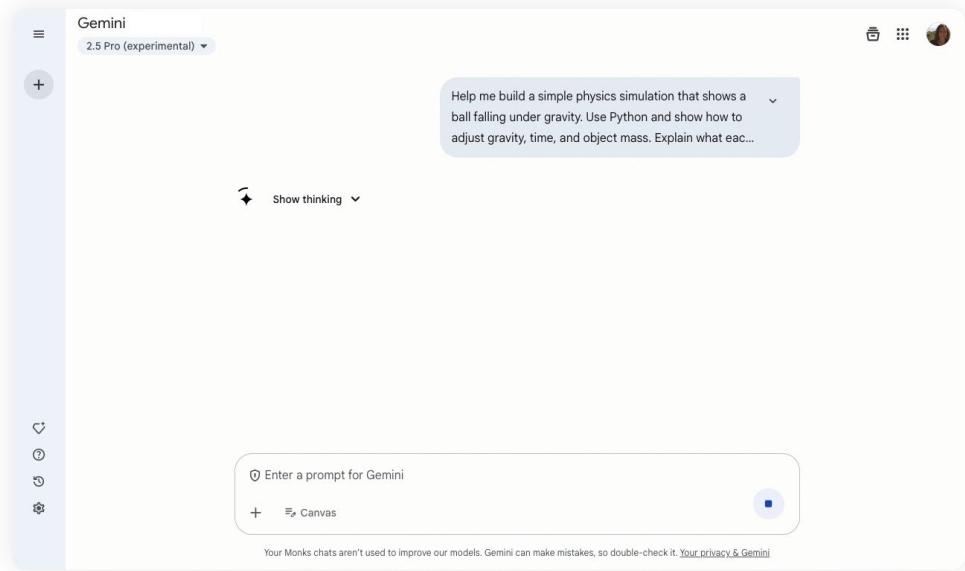 Gemini
2.5 Pro (experimental)
Help me build a simple physics simulation that shows a
ball falling under gravity. Use Python and show how to
adjust gravity, time, and object mass. Explain what eac...
Show thinking
Enter a prompt for Gemini
Canvas
Your Monks chats aren't used to improve our models. Gemini can make mistakes, so double-check it. Your privacy & Gemini